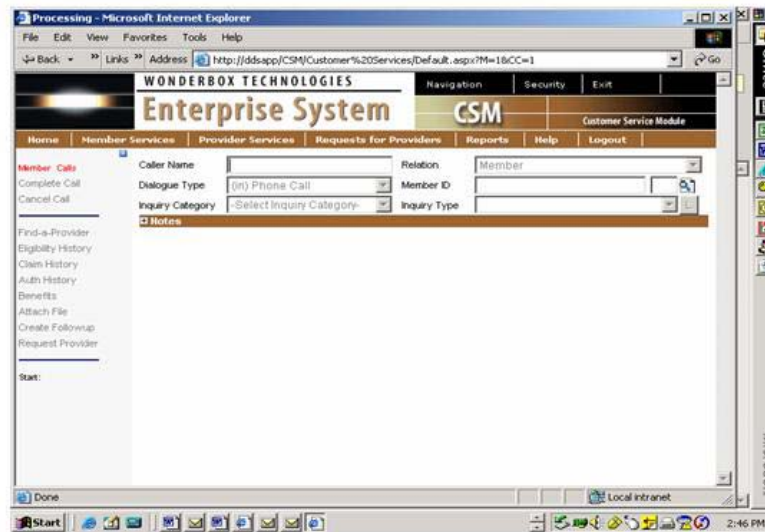 Processing - Microsoft Internet Explorer
File Edit View Favorites Tools Help
Back » Links » Address http://ddsapp/CSM/Customer%20Services/Default.aspx?M=16CC=1 Go
WONDERBOX TECHNOLOGIES Navigation Security Exit
Enterprise System CSM Customer Service Module
Home Member Services Provider Services Requests for Providers Reports Help Logout
Member Calls
Complete Call
Cancel Call
Find-a-Provider
Eligibility History
Claim History
Auth History
Benefits
Attach File
Create Followup
Request Provider
Start:
Caller Name Relation Member
Dialogue Type (in) Phone Call Member ID
Inquiry Category -Select Inquiry Category- Inquiry Type L
Notes
Done Local intranet
Start 2:46 PM